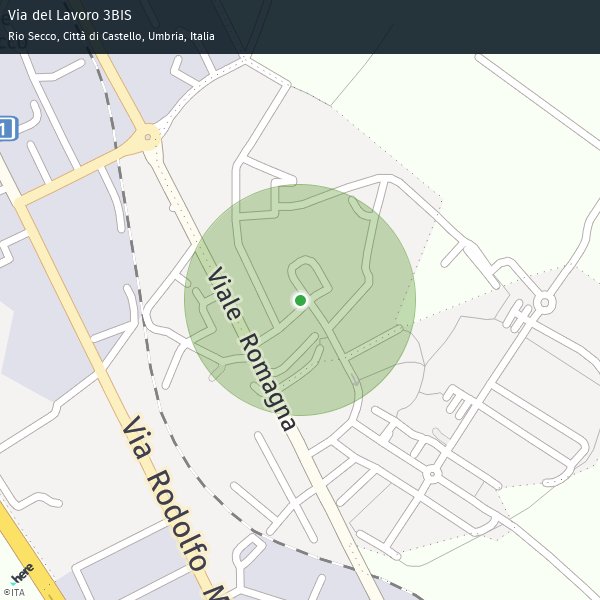 Via del Lavoro 3BIS
Rio Secco, Città di Castello, Umbria, Italia
1
Viale Romagna
Via Rodolfo M
here
©ITA